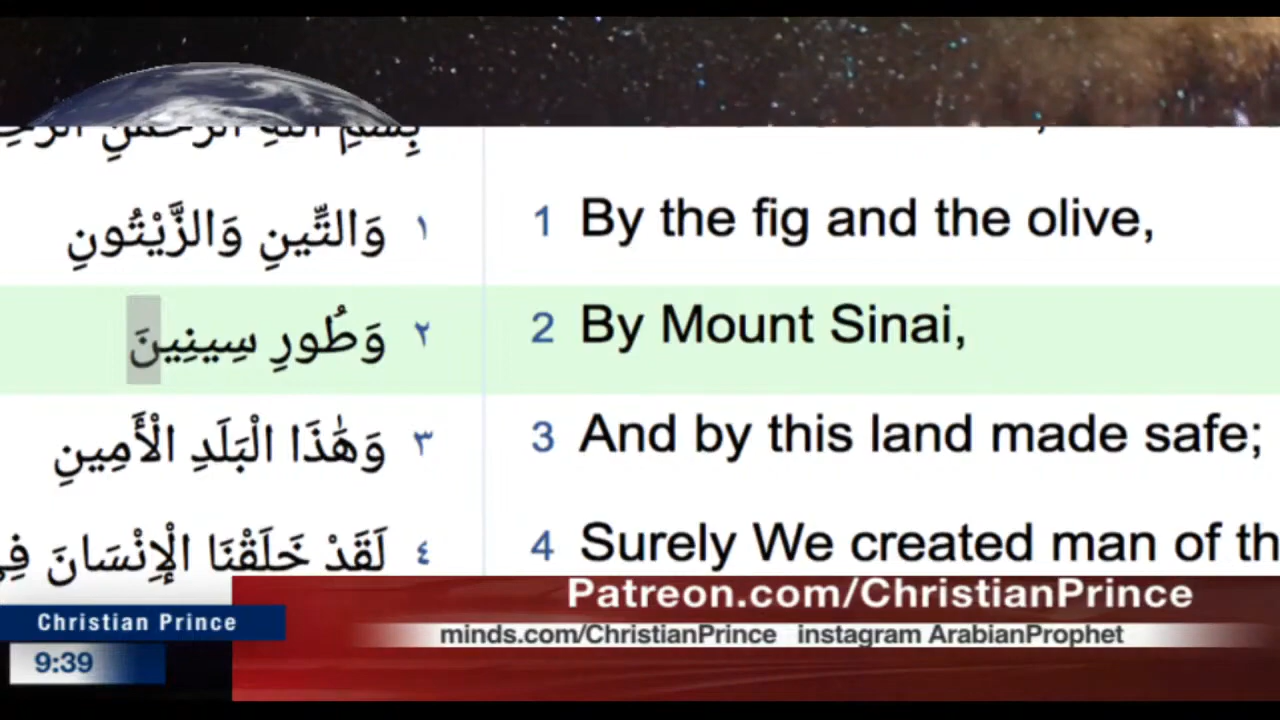 بِسْمِ اللَّهِ الرَّحْمَٰنِ
وَالتِّينِ وَالزَّيْتُونِ ١
1 By the fig and the olive,
وَطُورِ سِينِينَ ٢
2 By Mount Sinai,
وَهَٰذَا الْبَلَدِ الْأَمِينِ ٣
3 And by this land made safe;
لَقَدْ خَلَقْنَا الْإِنْسَانَ فِي ٤
4 Surely We created man of th
Patreon.com/ChristianPrince
Christian Prince
minds.com/ChristianPrince instagram ArabianProphet
9:39